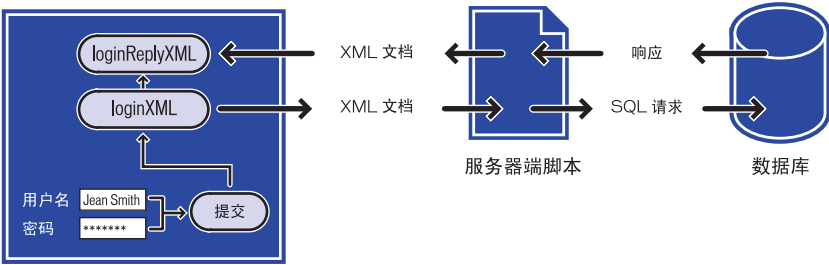 loginReplyXML
XML 文档
响应
loginXML
XML 文档
SQL 请求
服务器端脚本
数据库
用户名
Jean Smith
提交
密码
*******